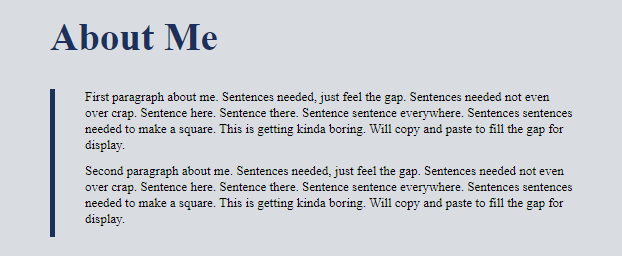 About Me
First paragraph about me. Sentences needed, just feel the gap. Sentences needed not even
over crap. Sentence here. Sentence there. Sentence sentence everywhere. Sentences sentences
needed to make a square. This is getting kinda boring. Will copy and paste to fill the gap for
display.
Second paragraph about me. Sentences needed, just feel the gap. Sentences needed not even
over crap. Sentence here. Sentence there. Sentence sentence everywhere. Sentences sentences
needed to make a square. This is getting kinda boring. Will copy and paste to fill the gap for
display.